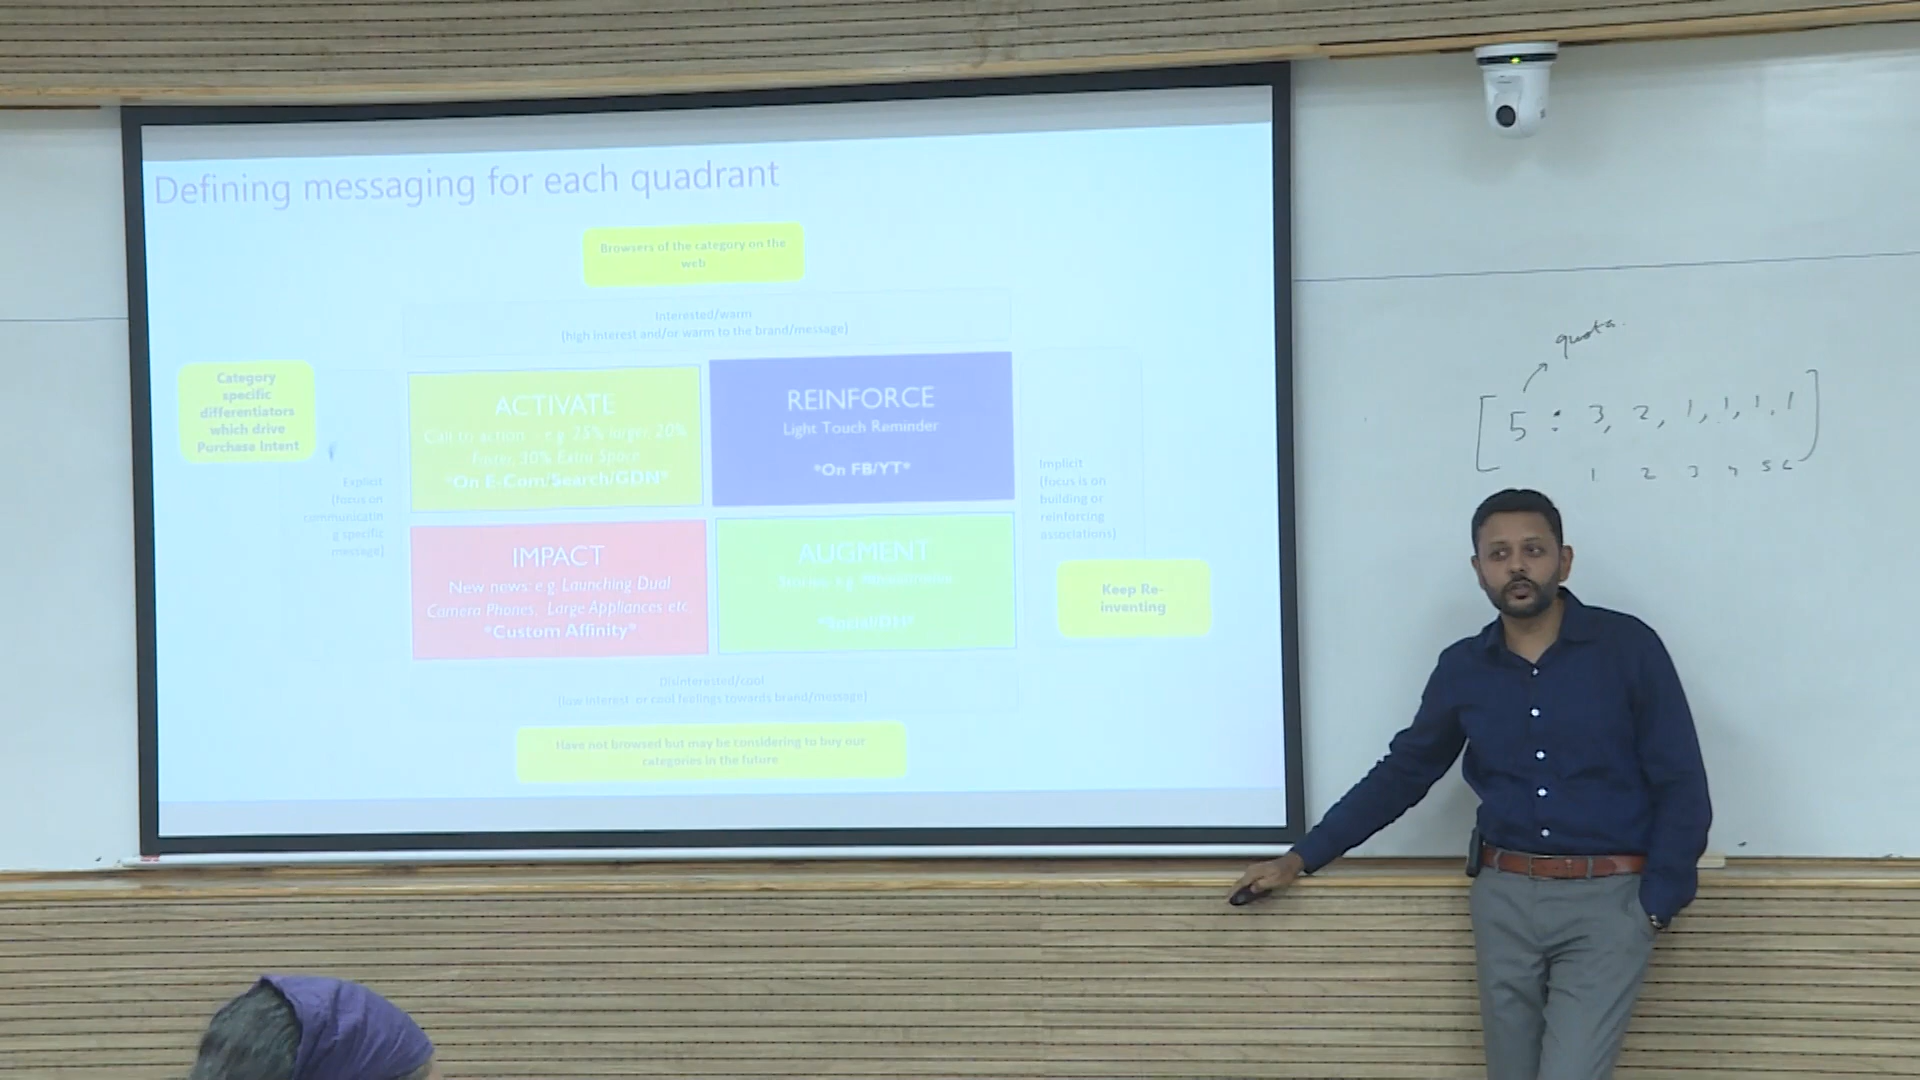 Defining messaging for each quadrant
Browsers of the category on the
web
Interested/warm
(high interest and/or warm to the brand/message)
Category
specific
differentiators
which drive
Purchase Intent
Explicit
(focus on
communicatin
g specific
message)
ACTIVATE
Call to action : e.g. 25% larger, 20%
Faster, 30% Extra Space
*On E-Com/Search/GDN*
REINFORCE
Light Touch Reminder
*On FB/YT*
Implicit
(focus is on
building or
reinforcing
associations)
IMPACT
New news: e.g. Launching Dual
Camera Phones, Large Appliances etc.
*Custom Affinity*
AUGMENT
Keep Re-
inventing
Disinterested/cool
(low interest or cool feelings towards brand/message)
Have not browsed but may be considering to buy our
categories in the future
quota.
[5 : 3, 2, 1, 1, 1, 1]
1 2 3 4 5 6